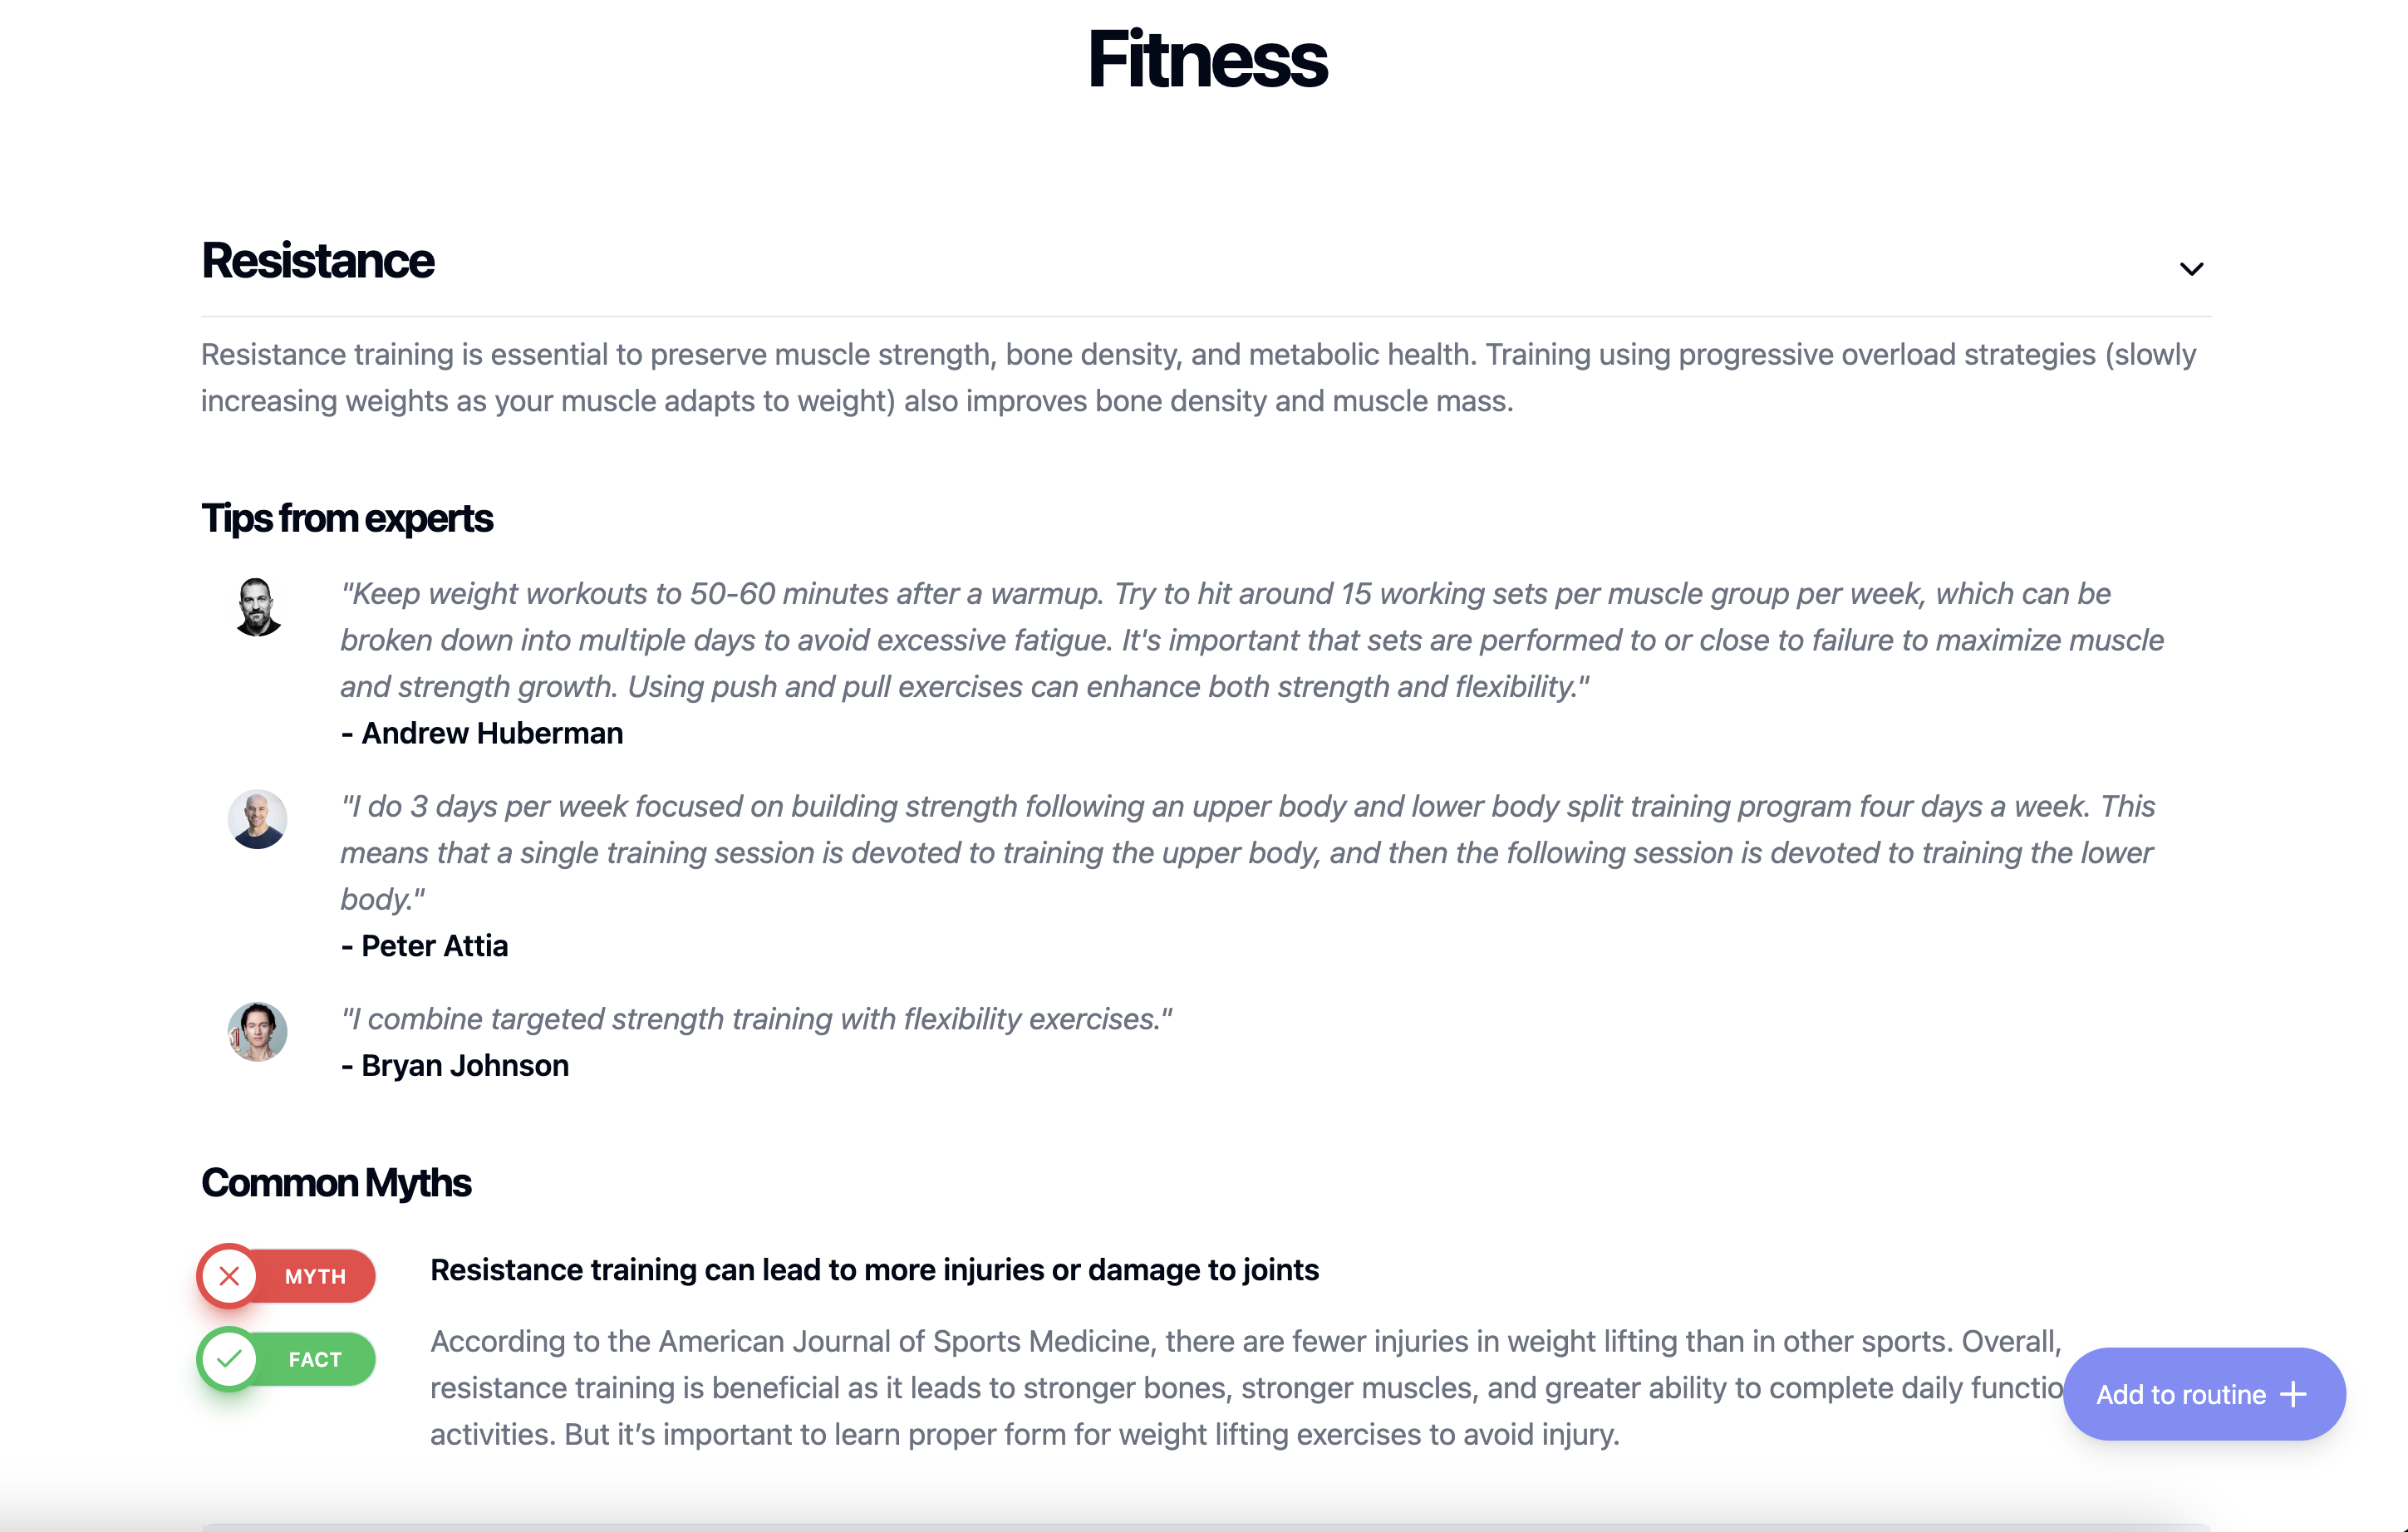 Fitness
Resistance
Resistance training is essential to preserve muscle strength, bone density, and metabolic health. Training using progressive overload strategies (slowly
increasing weights as your muscle adapts to weight) also improves bone density and muscle mass.
Tips from experts
"Keep weight workouts to 50-60 minutes after a warmup. Try to hit around 15 working sets per muscle group per week, which can be
broken down into multiple days to avoid excessive fatigue. It's important that sets are performed to or close to failure to maximize muscle
and strength growth. Using push and pull exercises can enhance both strength and flexibility."
- Andrew Huberman
"I do 3 days per week focused on building strength following an upper body and lower body split training program four days a week. This
means that a single training session is devoted to training the upper body, and then the following session is devoted to training the lower
body."
- Peter Attia
"I combine targeted strength training with flexibility exercises."
- Bryan Johnson
Common Myths
MYTH
Resistance training can lead to more injuries or damage to joints
FACT
According to the American Journal of Sports Medicine, there are fewer injuries in weight lifting than in other sports. Overall,
resistance training is beneficial as it leads to stronger bones, stronger muscles, and greater ability to complete daily functio
activities. But it’s important to learn proper form for weight lifting exercises to avoid injury.
Add to routine +